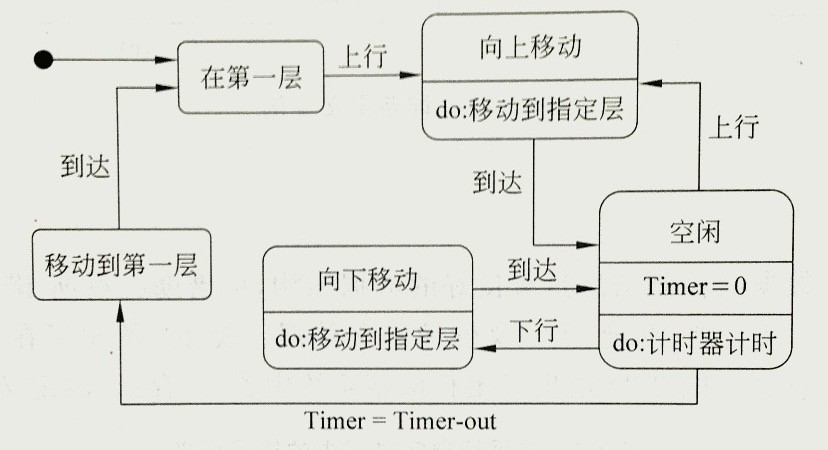 在第一层
上行
向上移动
do:移动到指定层
上行
到达
到达
移动到第一层
向下移动
do:移动到指定层
到达
下行
空闲
Timer=0
do:计时器计时
Timer = Timer-out